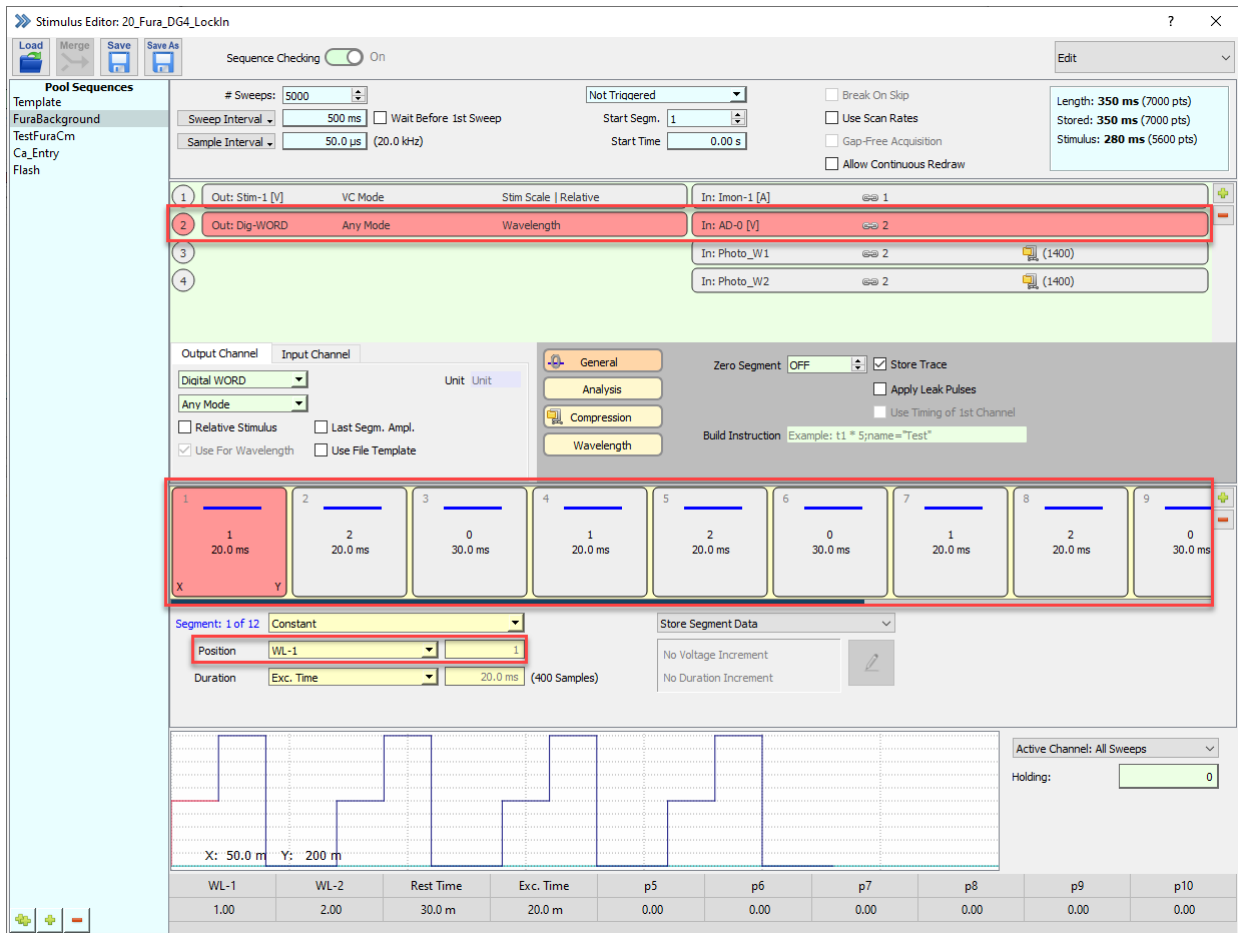 Stimulus Editor: 20_Fura_DG4_LockIn
Load Merge Save Save As
Sequence Checking On
Edit
Pool Sequences
Template
FuraBackground
TestFuraCm
Ca_Entry
Flash
# Sweeps: 5000
Sweep Interval 500 ms Wait Before 1st Sweep
Sample Interval 50.0 µs (20.0 kHz)
Not Triggered
Start Segm. 1
Start Time 0.00 s
Break On Skip
Use Scan Rates
Gap-Free Acquisition
Allow Continuous Redraw
Length: 350 ms (7000 pts)
Stored: 350 ms (7000 pts)
Stimulus: 280 ms (5600 pts)
1 Out: Stim-1 [V] VC Mode Stim Scale | Relative In: Imon-1 [A] 1
2 Out: Dig-WORD Any Mode Wavelength In: AD-0 [V] 2
3 In: Photo_W1 2 (1400)
4 In: Photo_W2 2 (1400)
Output Channel Input Channel
Digital WORD Unit Unit
Any Mode
Relative Stimulus Last Segm. Ampl.
Use For Wavelength Use File Template
General
Analysis
Compression
Wavelength
Zero Segment OFF Store Trace
Apply Leak Pulses
Use Timing of 1st Channel
Build Instruction Example: t1 * 5;name="Test"
1 2 3 4 5 6 7 8 9
1 2 0 1 2 0 1 2 0
20.0 ms 20.0 ms 30.0 ms 20.0 ms 20.0 ms 30.0 ms 20.0 ms 20.0 ms 30.0 ms
X Y
Segment: 1 of 12 Constant
Position WL-1 1
Duration Exc. Time 20.0 ms (400 Samples)
Store Segment Data
No Voltage Increment
No Duration Increment
Active Channel: All Sweeps
Holding: 0
X: 50.0 m Y: 200 m
WL-1 WL-2 Rest Time Exc. Time p5 p6 p7 p8 p9 p10
1.00 2.00 30.0 m 20.0 m 0.00 0.00 0.00 0.00 0.00 0.00